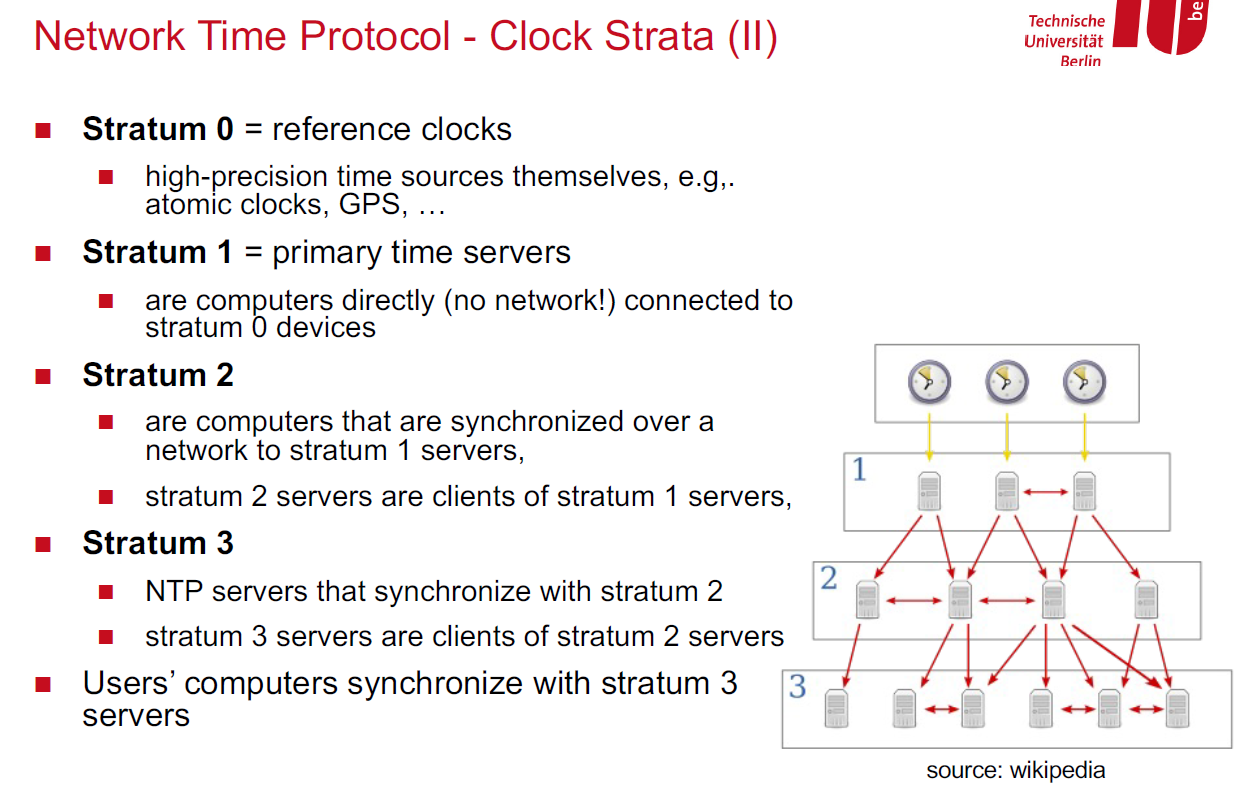 Network Time Protocol - Clock Strata (II)
Technische
Universität
Berlin
be
Stratum 0 = reference clocks
high-precision time sources themselves, e.g,.
atomic clocks, GPS, …
Stratum 1 = primary time servers
are computers directly (no network!) connected to
stratum 0 devices
Stratum 2
are computers that are synchronized over a
network to stratum 1 servers,
stratum 2 servers are clients of stratum 1 servers,
Stratum 3
NTP servers that synchronize with stratum 2
stratum 3 servers are clients of stratum 2 servers
Users’ computers synchronize with stratum 3
servers
1
2
3
source: wikipedia